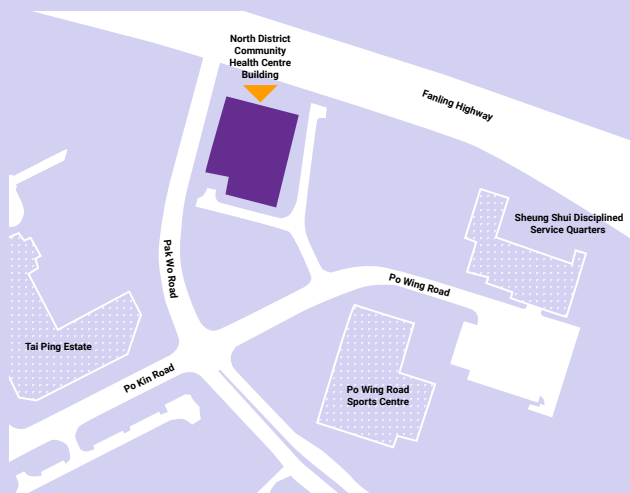 North District
Community
Health Centre
Building
Fanling Highway
Sheung Shui Disciplined
Service Quarters
Pak Wo Road
Po Wing Road
Tai Ping Estate
Po Kin Road
Po Wing Road
Sports Centre